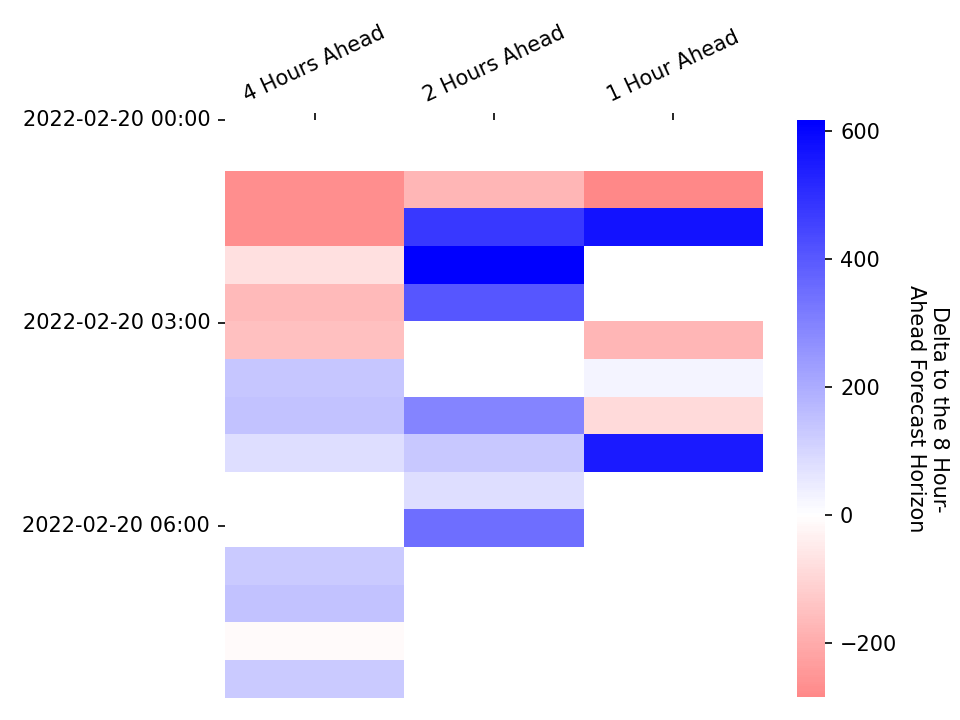 4 Hours Ahead
2 Hours Ahead
1 Hour Ahead
2022-02-20 00:00
2022-02-20 03:00
2022-02-20 06:00
600
400
200
0
−200
Delta to the 8 Hour-
Ahead Forecast Horizon